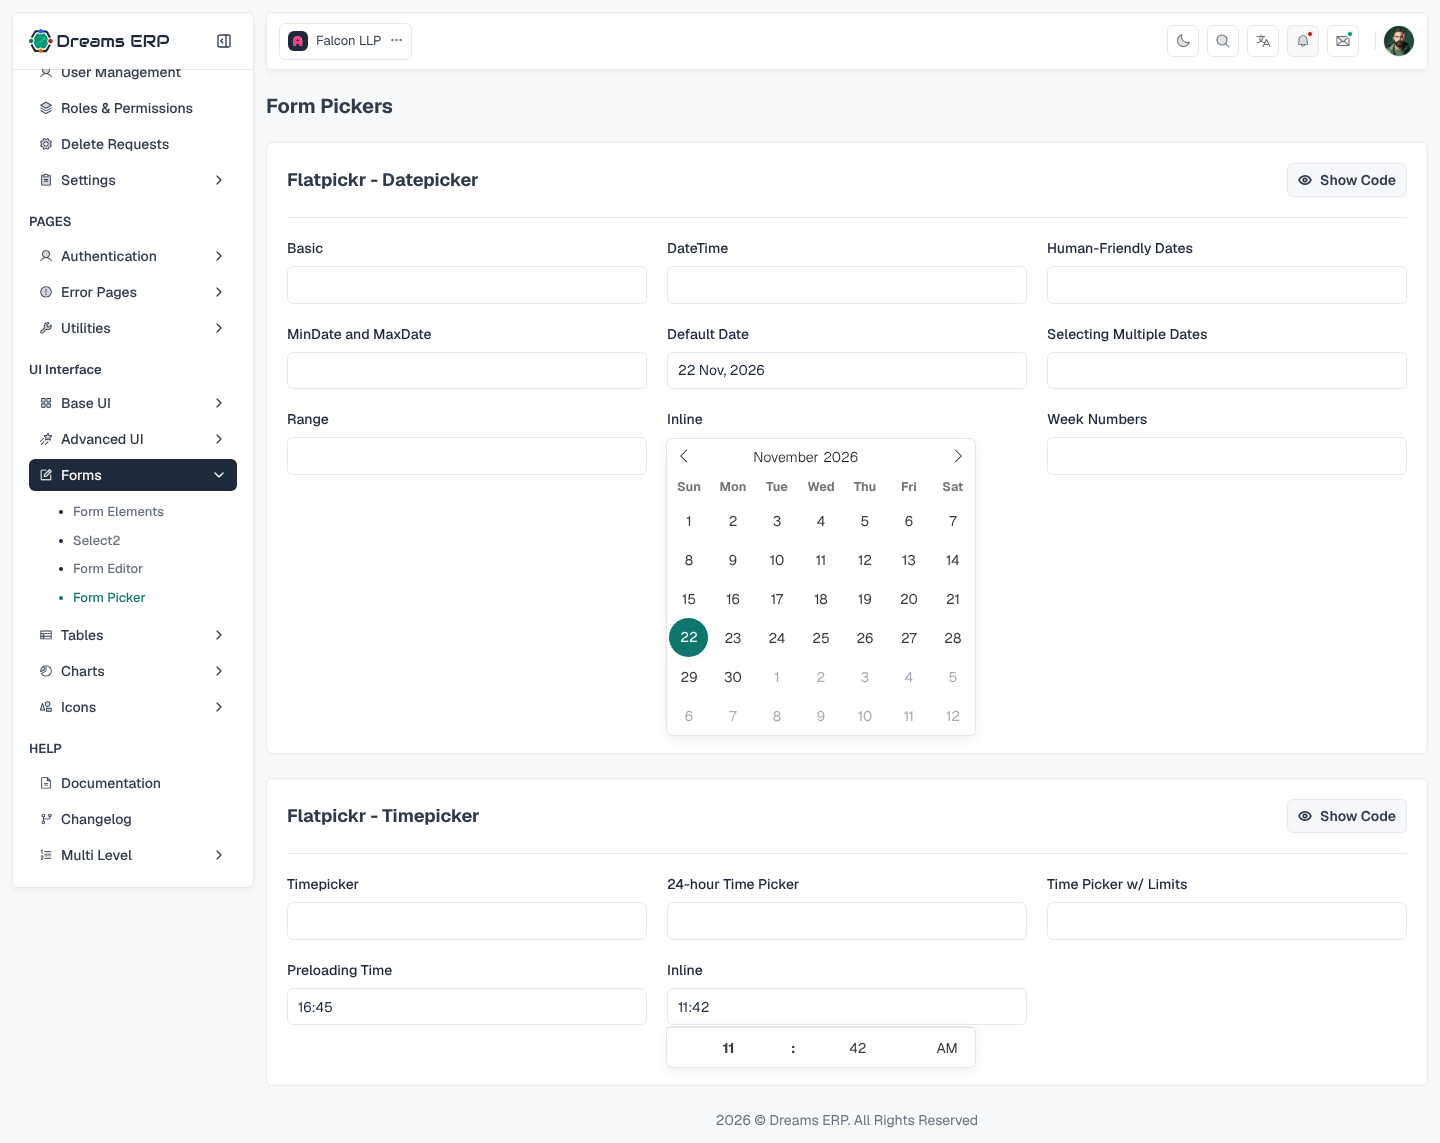 Dreams ERP
User Management
Roles & Permissions
Delete Requests
Settings
PAGES
Authentication
Error Pages
Utilities
UI Interface
Base UI
Advanced UI
Forms
Form Elements
Select2
Form Editor
Form Picker
Tables
Charts
Icons
HELP
Documentation
Changelog
Multi Level
Falcon LLP
Form Pickers
Flatpickr - Datepicker
Show Code
Basic
DateTime
Human-Friendly Dates
MinDate and MaxDate
Default Date
Selecting Multiple Dates
22 Nov, 2026
Range
Inline
Week Numbers
November 2026
Sun Mon Tue Wed Thu Fri Sat
1 2 3 4 5 6 7
8 9 10 11 12 13 14
15 16 17 18 19 20 21
22 23 24 25 26 27 28
29 30 1 2 3 4 5
6 7 8 9 10 11 12
Flatpickr - Timepicker
Show Code
Timepicker
24-hour Time Picker
Time Picker w/ Limits
Preloading Time
Inline
16:45
11:42
11 : 42 AM
2026 © Dreams ERP. All Rights Reserved